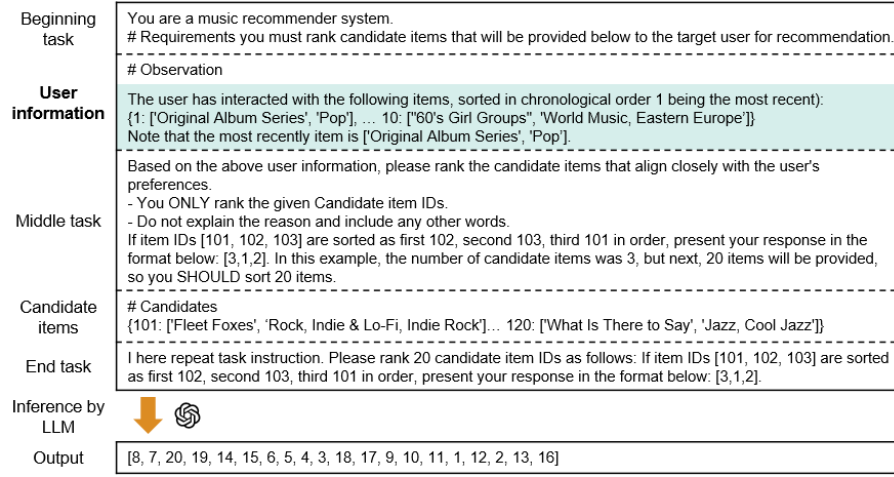 Beginning task
You are a music recommender system.
# Requirements you must rank candidate items that will be provided below to the target user for recommendation.
User information
# Observation
The user has interacted with the following items, sorted in chronological order 1 being the most recent):
{1: ['Original Album Series', 'Pop'], … 10: ["60's Girl Groups", 'World Music, Eastern Europe']}
Note that the most recently item is ['Original Album Series', 'Pop'].
Middle task
Based on the above user information, please rank the candidate items that align closely with the user's
preferences.
- You ONLY rank the given Candidate item IDs.
- Do not explain the reason and include any other words.
If item IDs [101, 102, 103] are sorted as first 102, second 103, third 101 in order, present your response in the
format below: [3,1,2]. In this example, the number of candidate items was 3, but next, 20 items will be provided,
so you SHOULD sort 20 items.
Candidate items
# Candidates
{101: ['Fleet Foxes', ‘Rock, Indie & Lo-Fi, Indie Rock']… 120: ['What Is There to Say', 'Jazz, Cool Jazz']}
End task
I here repeat task instruction. Please rank 20 candidate item IDs as follows: If item IDs [101, 102, 103] are sorted
as first 102, second 103, third 101 in order, present your response in the format below: [3,1,2].
Inference by LLM
Output
[8, 7, 20, 19, 14, 15, 6, 5, 4, 3, 18, 17, 9, 10, 11, 1, 12, 2, 13, 16]